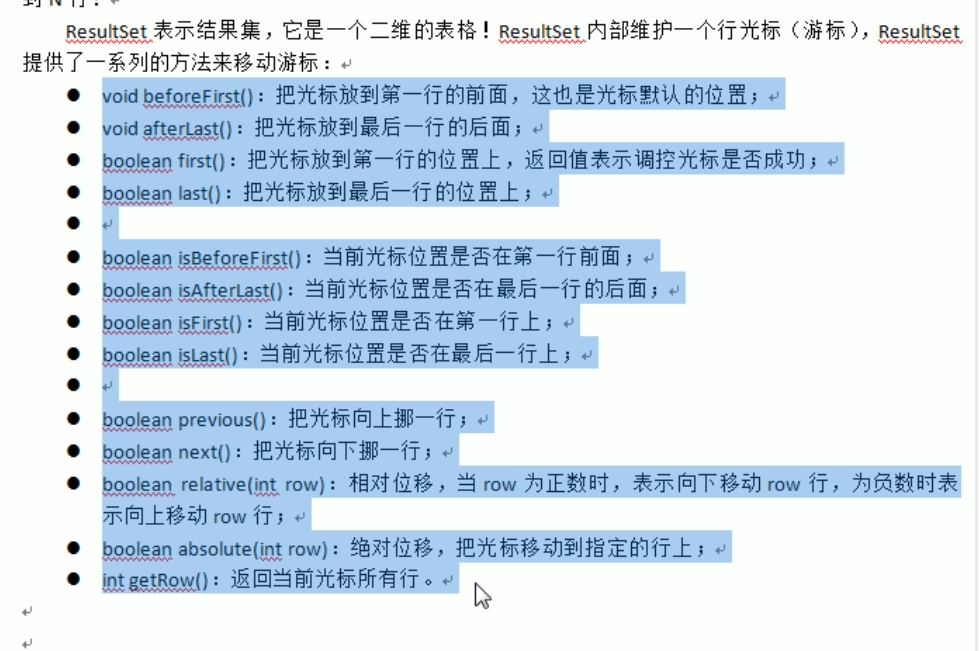 到 N 行！
ResultSet 表示结果集，它是一个二维的表格！ResultSet 内部维护一个行光标（游标），ResultSet
提供了一系列的方法来移动游标：
● void beforeFirst()：把光标放到第一行的前面，这也是光标默认的位置；
● void afterLast()：把光标放到最后一行的后面；
● boolean first()：把光标放到第一行的位置上，返回值表示调控光标是否成功；
● boolean last()：把光标放到最后一行的位置上；
●
● boolean isBeforeFirst()：当前光标位置是否在第一行前面；
● boolean isAfterLast()：当前光标位置是否在最后一行的后面；
● boolean isFirst()：当前光标位置是否在第一行上；
● boolean isLast()：当前光标位置是否在最后一行上；
●
● boolean previous()：把光标向上挪一行；
● boolean next()：把光标向下挪一行；
● boolean relative(int row)：相对位移，当 row 为正数时，表示向下移动 row 行，为负数时表
示向上移动 row 行；
● boolean absolute(int row)：绝对位移，把光标移动到指定的行上；
● int getRow()：返回当前光标所有行。